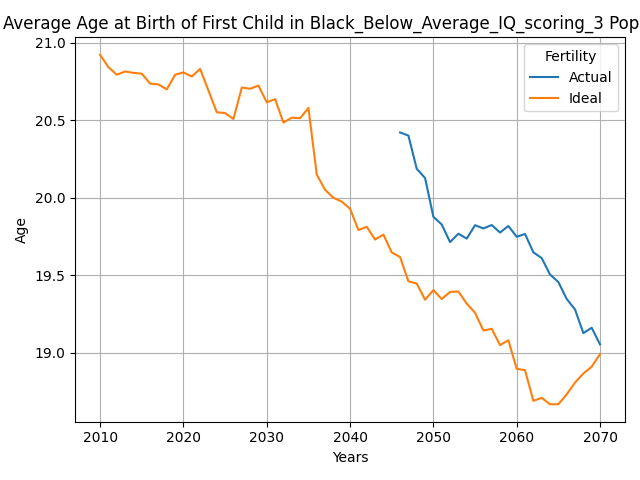 Average Age at Birth of First Child in Black_Below_Average_IQ_scoring_3 Pop
21.0
20.5
20.0
19.5
19.0
Age
Fertility
Actual
Ideal
2010 2020 2030 2040 2050 2060 2070
Years